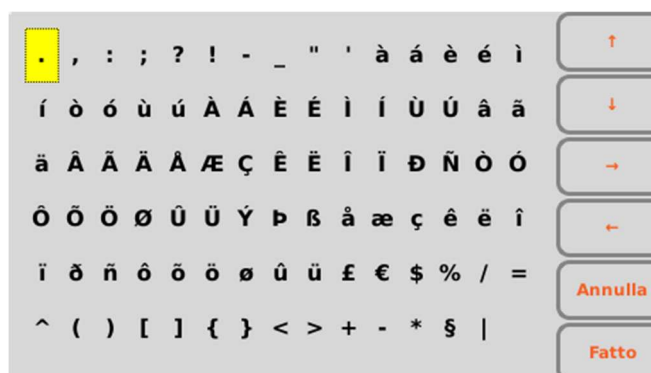 . , : ; ? ! - _ " ' à á è é ì
í ò ó ù ú À Á È É Ì Í Ù Ú â ã
ä Â Ã Ä Å Æ Ç Ê Ë Î Ï Ð Ñ Ò Ó
Ô Õ Ö Ø Û Ü Ý Þ ß å æ ç ê ë î
ï ð ñ ô õ ö ø û ü £ € $ % / =
^ ( ) [ ] { } < > + - * § |
↑
↓
→
←
Annulla
Fatto